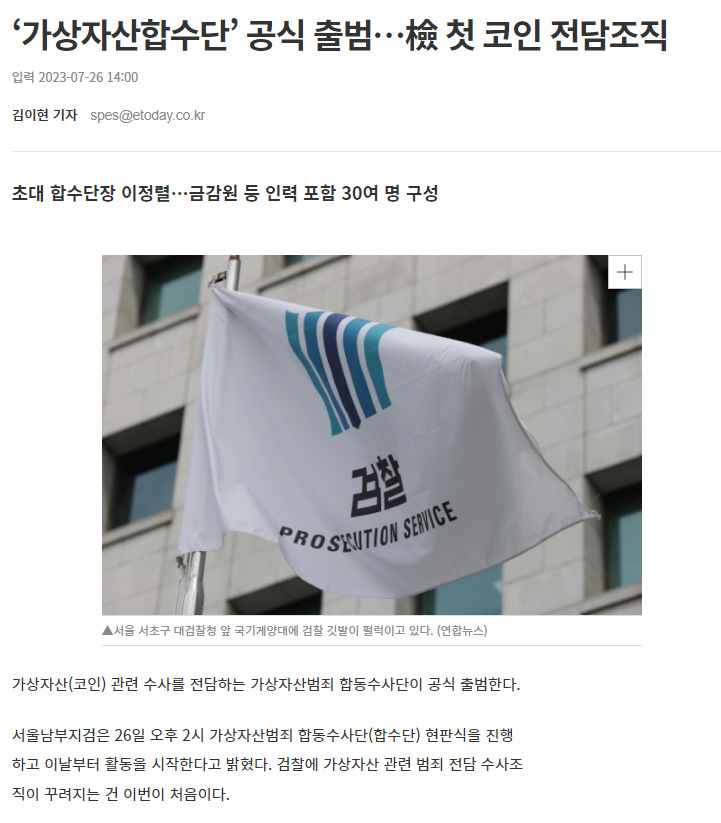 ‘가상자산합수단’ 공식 출범…檢 첫 코인 전담조직
입력 2023-07-26 14:00
김이현 기자 spes@etoday.co.kr
초대 합수단장 이정렬…금감원 등 인력 포함 30여 명 구성
검찰
PROSECUTION SERVICE
▲서울 서초구 대검찰청 앞 국기게양대에 검찰 깃발이 펄럭이고 있다. (연합뉴스)
가상자산(코인) 관련 수사를 전담하는 가상자산범죄 합동수사단이 공식 출범한다.
서울남부지검은 26일 오후 2시 가상자산범죄 합동수사단(합수단) 현판식을 진행
하고 이날부터 활동을 시작한다고 밝혔다. 검찰에 가상자산 관련 범죄 전담 수사조
직이 꾸려지는 건 이번이 처음이다.